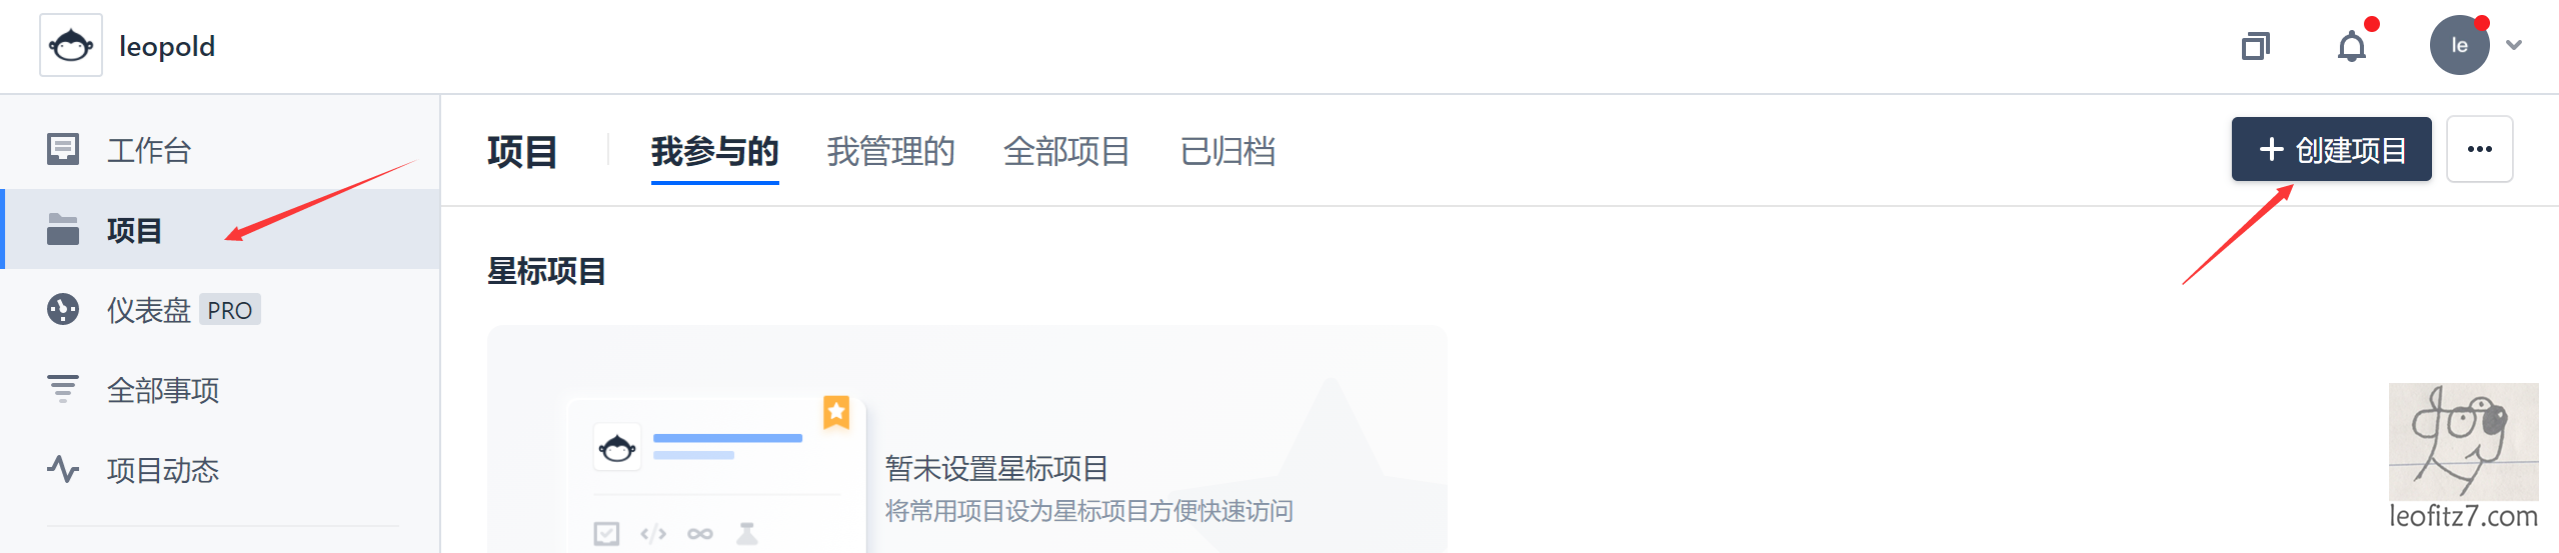 leopold
le
工作台
项目
仪表盘 PRO
全部事项
项目动态
项目 我参与的 我管理的 全部项目 已归档
创建项目
星标项目
暂未设置星标项目
将常用项目设为星标项目方便快速访问
dog
leofitz7.com